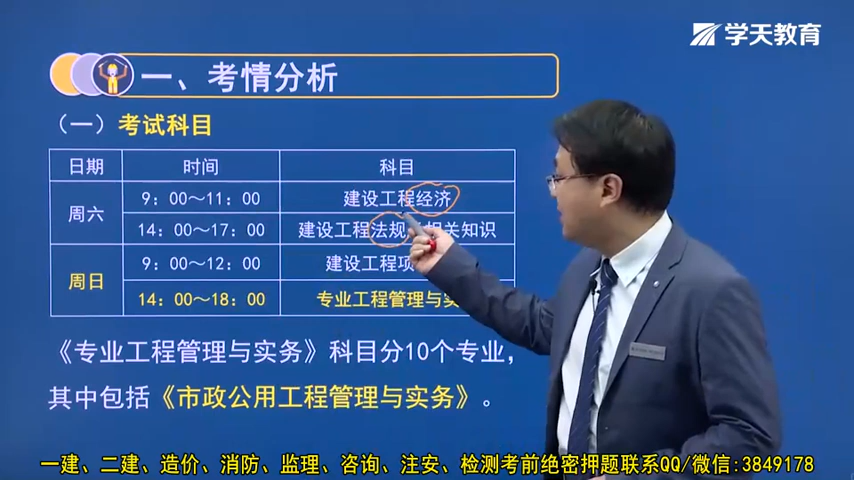 学天教育
一、考情分析
（一）考试科目
日期 时间 科目
周六 9：00～11：00 建设工程经济
14：00～17：00 建设工程法规 相关知识
周日 9：00～12：00 建设工程项
14：00～18：00 专业工程管理与实
《专业工程管理与实务》科目分10个专业，
其中包括《市政公用工程管理与实务》。
一建、二建、造价、消防、监理、咨询、注安、检测考前绝密押题联系QQ/微信:3849178